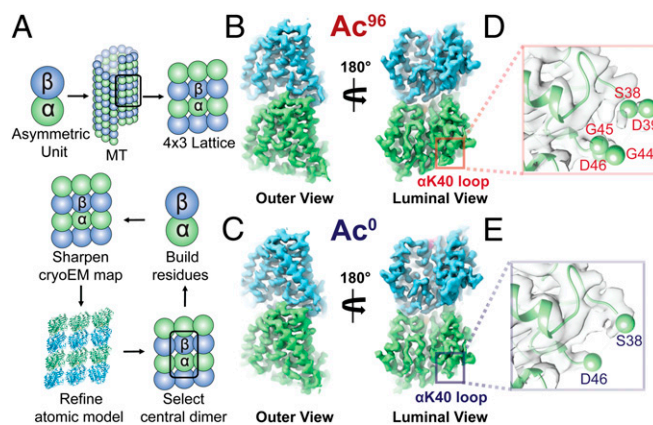 A
β
α
Asymmetric
Unit
MT
β
α
4x3 Lattice
β
α
Sharpen
cryoEM map
β
α
Build
residues
Refine
atomic model
β
α
Select
central dimer
B
Ac96
180°
αK40 loop
Outer View
Luminal View
C
Ac0
180°
αK40 loop
Outer View
Luminal View
D
S38
D39
G45
G44
D46
E
S38
D46